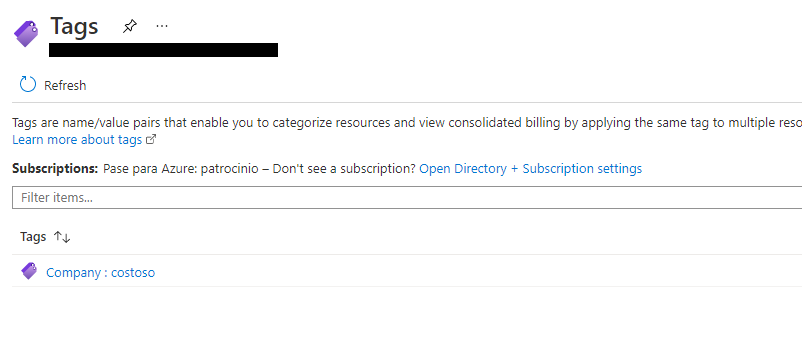 Tags
Refresh
Tags are name/value pairs that enable you to categorize resources and view consolidated billing by applying the same tag to multiple
Learn more about tags
Subscriptions: Pase para Azure: patrocinio – Don't see a subscription? Open Directory + Subscription settings
Filter items...
Tags
Company : costoso